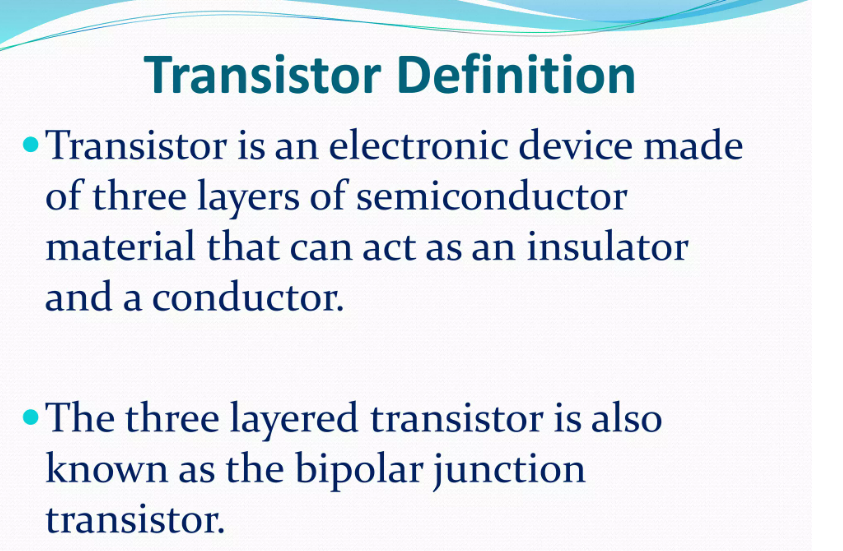 Transistor Definition
Transistor is an electronic device made
of three layers of semiconductor
material that can act as an insulator
and a conductor.
The three layered transistor is also
known as the bipolar junction
transistor.